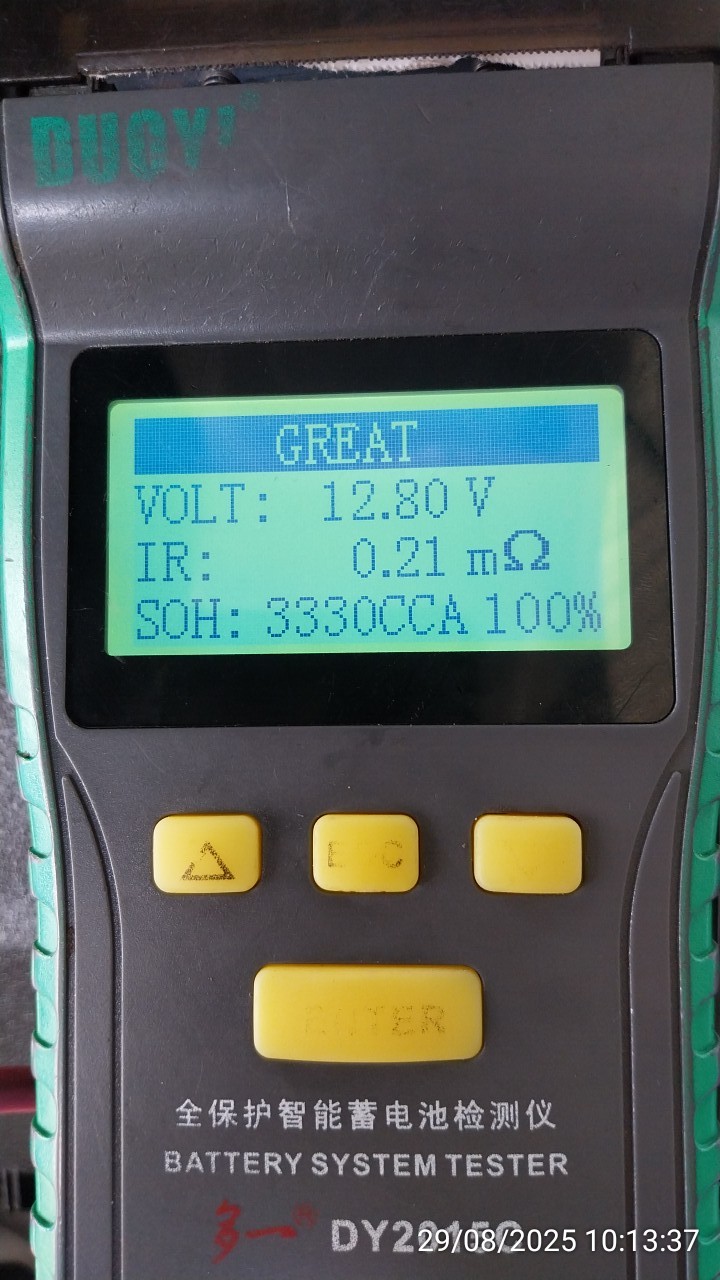 DUOYI®
GREAT
VOLT: 12.80 V
IR: 0.21 mΩ
SOH: 3330CCA 100%
ENTER
全保护智能蓄电池检测仪
BATTERY SYSTEM TESTER
多一®
29/08/2025 10:13:37